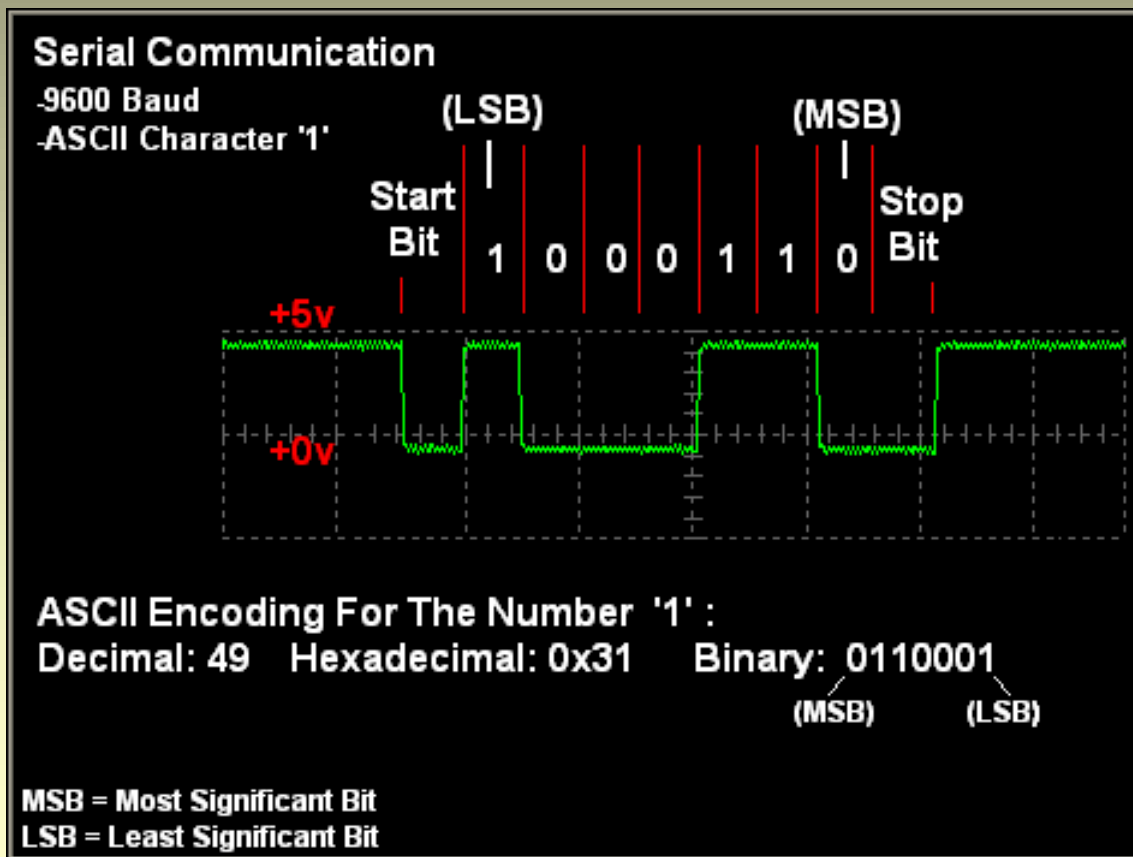 Serial Communication
-9600 Baud
-ASCII Character '1'
(LSB)
(MSB)
Start
Bit
1 0 0 0 1 1 0
Stop
Bit
+5v
+0v
ASCII Encoding For The Number '1' :
Decimal: 49 Hexadecimal: 0x31 Binary: 0110001
(MSB) (LSB)
MSB = Most Significant Bit
LSB = Least Significant Bit